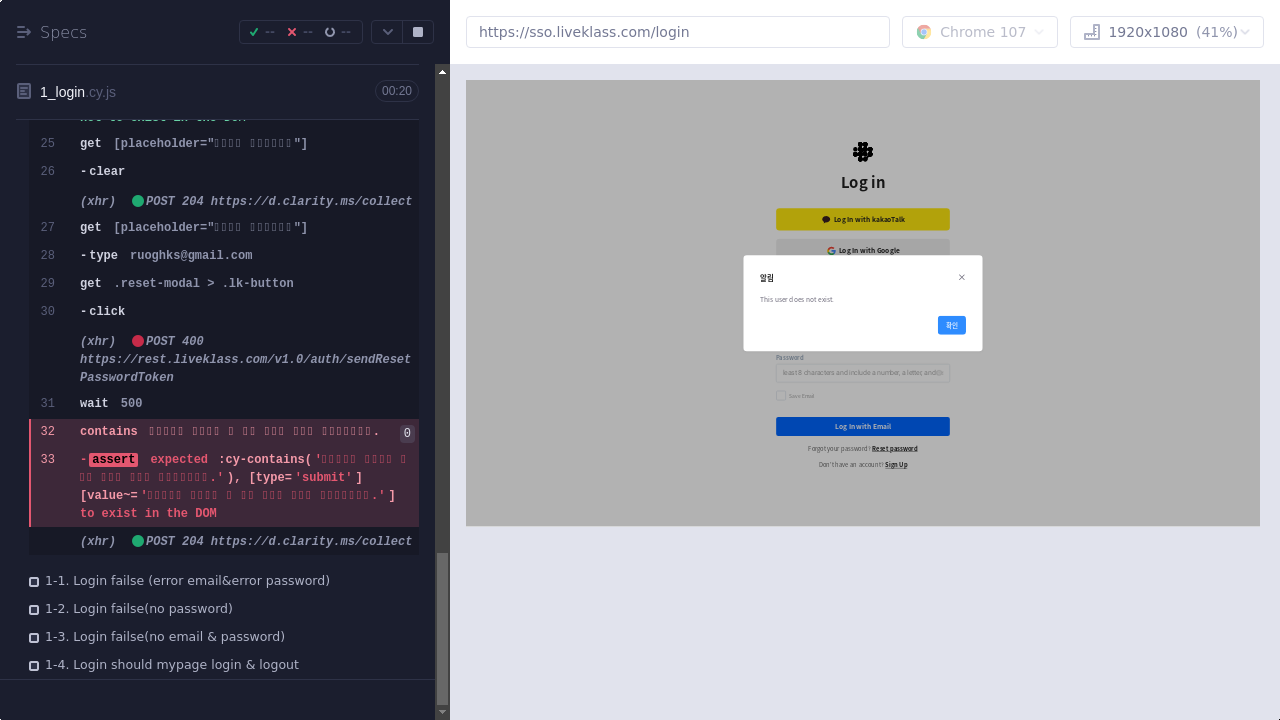 Specs
-- -- --
1_login.cy.js
00:20
25 get [placeholder="▯▯▯▯ ▯▯▯▯▯▯"]
26 -clear
(xhr) POST 204 https://d.clarity.ms/collect
27 get [placeholder="▯▯▯▯ ▯▯▯▯▯▯"]
28 -type ruoghks@gmail.com
29 get .reset-modal > .lk-button
30 -click
(xhr) POST 400
https://rest.liveklass.com/v1.0/auth/sendReset
PasswordToken
31 wait 500
32 contains ▯▯▯▯▯ ▯▯▯▯ ▯ ▯▯ ▯▯▯ ▯▯▯ ▯▯▯▯▯▯▯. 0
33 -assert expected :cy-contains('▯▯▯▯▯ ▯▯▯▯ ▯
▯▯ ▯▯▯ ▯▯▯ ▯▯▯▯▯▯▯.'), [type='submit']
[value~='▯▯▯▯▯ ▯▯▯▯ ▯ ▯▯ ▯▯▯ ▯▯▯ ▯▯▯▯▯▯▯.']
to exist in the DOM
(xhr) POST 204 https://d.clarity.ms/collect
1-1. Login failse (error email&error password)
1-2. Login failse(no password)
1-3. Login failse(no email & password)
1-4. Login should mypage login & logout
https://sso.liveklass.com/login
Chrome 107
1920x1080 (41%)
Log in
Log In with kakaoTalk
Log In with Google
알림
This user does not exist.
확인
Password
least 8 characters and include a number, a letter, and
Save Email
Log In with Email
Forgot your password? Reset password
Don't have an account? Sign Up